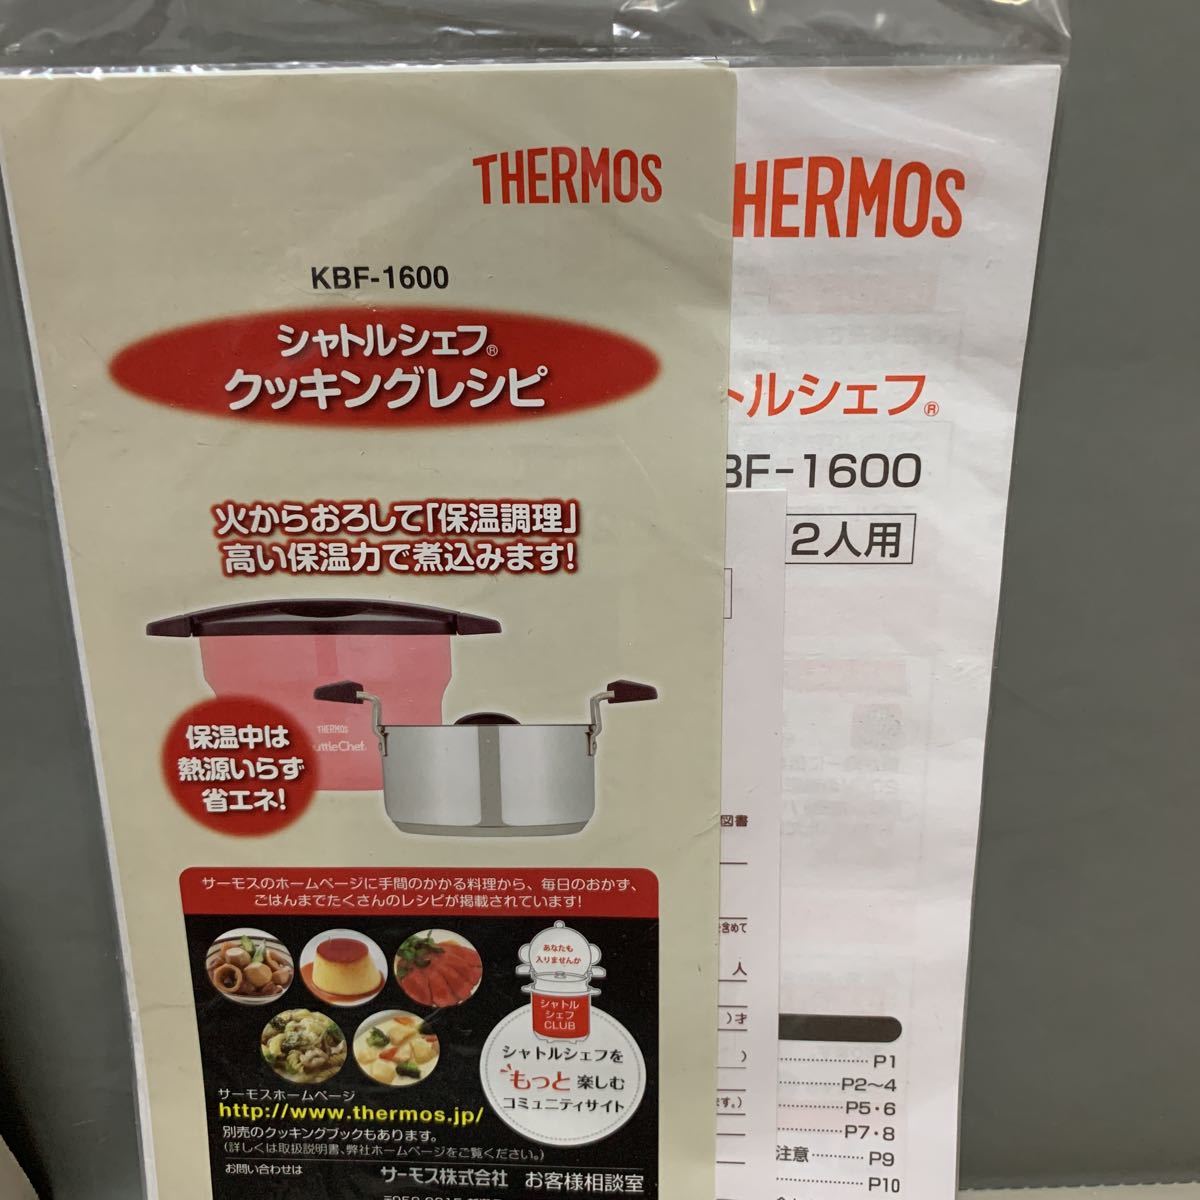 THERMOS
KBF-1600
シャトルシェフ®
クッキングレシピ
火からおろして「保温調理」
高い保温力で煮込みます!
THERMOS
uttleChef®
保温中は
熱源いらず
省エネ!
サーモスのホームページに手間のかかる料理から、毎日のおかず、
ごはんまでたくさんのレシピが掲載されています!
あなたも
入りませんか
シャトル
シェフ
CLUB
シャトルシェフを
もっと楽しむ
コミュニティサイト
サーモスホームページ
http://www.thermos.jp/
別売のクッキングブックもあります。
(詳しくは取扱説明書、弊社ホームページをご覧ください。)
お問い合わせは
サーモス株式会社 お客様相談室
HERMOS
トルシェフ®
BF-1600
2人用
図書
を含めて
人
)才
)
ます。)
P1
P2〜4
P5・6
P7・8
注意 P9
P10